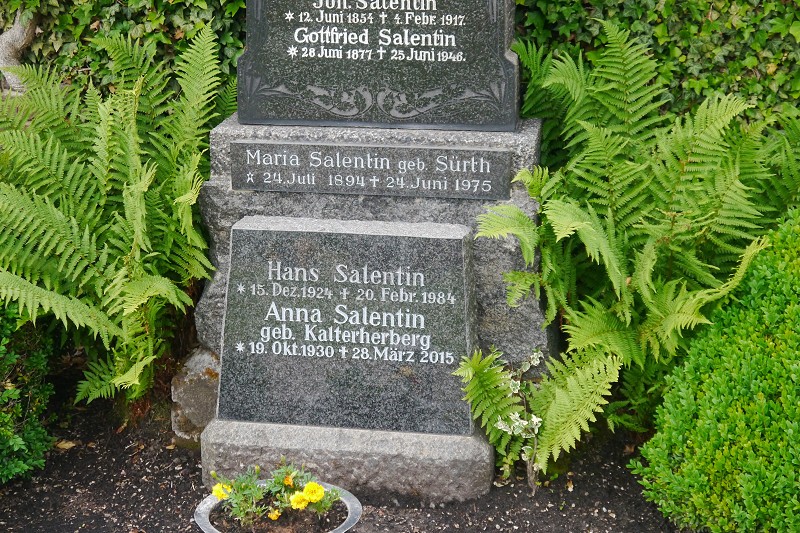 Joh. Salentin
* 12. Juni 1854 + 4. Febr. 1917.
Gottfried Salentin
* 28. Juni 1877 + 25. Juni 1946.
Maria Salentin geb. Sürth
* 24. Juli 1894 + 24. Juni 1975
Hans Salentin
* 15. Dez. 1924 + 20. Febr. 1984
Anna Salentin
geb. Kalterherberg
* 19. Okt. 1930 + 28. März 2015